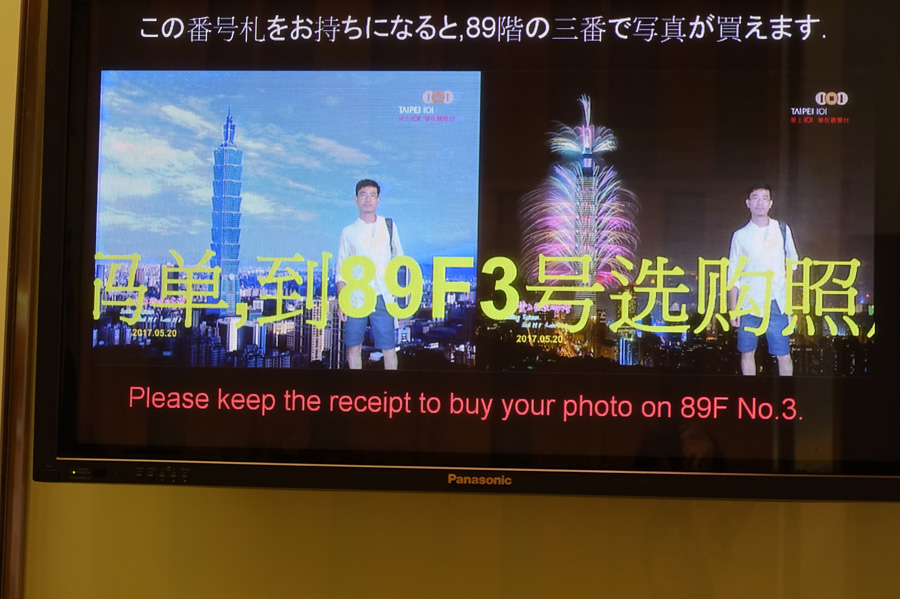 この番号札をお持ちになると,89階の三番で写真が買えます.
TAIPEI 101
TAIPEI 101
码单,到89F3号选购照
2017.05.20
2017.05.20
Please keep the receipt to buy your photo on 89F No.3.
Panasonic